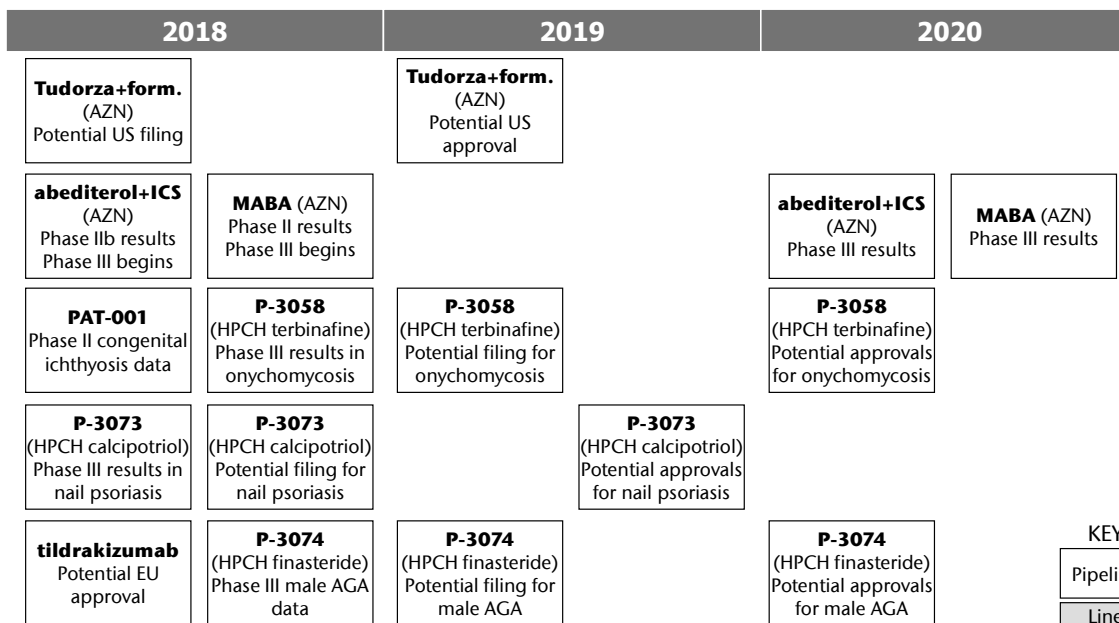 2018
2019
2020
Tudorza+form.
(AZN)
Potential US filing
Tudorza+form.
(AZN)
Potential US
approval
abediterol+ICS
(AZN)
Phase IIb results
Phase III begins
MABA (AZN)
Phase II results
Phase III begins
abediterol+ICS
(AZN)
Phase III results
MABA (AZN)
Phase III results
PAT-001
Phase II congenital
ichthyosis data
P-3058
(HPCH terbinafine)
Phase III results in
onychomycosis
P-3058
(HPCH terbinafine)
Potential filing for
onychomycosis
P-3058
(HPCH terbinafine)
Potential approvals
for onychomycosis
P-3073
(HPCH calcipotriol)
Phase III results in
nail psoriasis
P-3073
(HPCH calcipotriol)
Potential filing for
nail psoriasis
P-3073
(HPCH calcipotriol)
Potential approvals
for nail psoriasis
tildrakizumab
Potential EU
approval
P-3074
(HPCH finasteride)
Phase III male AGA
data
P-3074
(HPCH finasteride)
Potential filing for
male AGA
P-3074
(HPCH finasteride)
Potential approvals
for male AGA
KEY